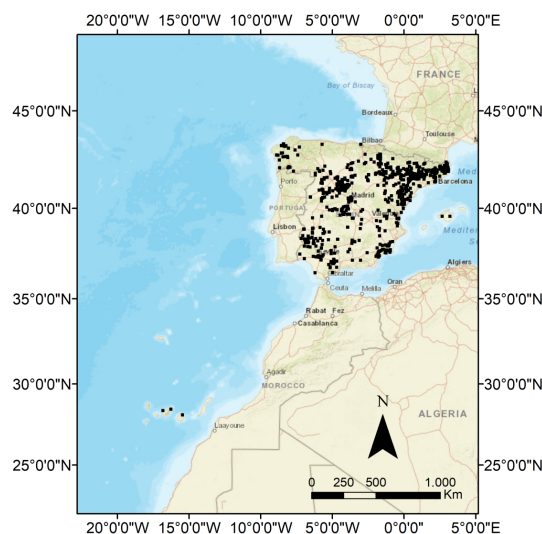 20°0'0"W 15°0'0"W 10°0'0"W 5°0'0"W 0°0'0" 5°0'0"E
FRANCE
Bay of Biscay
45°0'0"N
45°0'0"N
Bordeaux
Toulouse
Bilbao
Porto
Madrid
Barcelona
40°0'0"N
40°0'0"N
PORTUGAL
Lisbon
Algiers
Ceuta
Melilla
Oran
35°0'0"N
35°0'0"N
Rabat Fez
Casablanca
30°0'0"N
30°0'0"N
Agadir
MOROCCO
N
ALGERIA
Laayoune
25°0'0"N
25°0'0"N
0 250 500 1.000
Km
20°0'0"W 15°0'0"W 10°0'0"W 5°0'0"W 0°0'0" 5°0'0"E